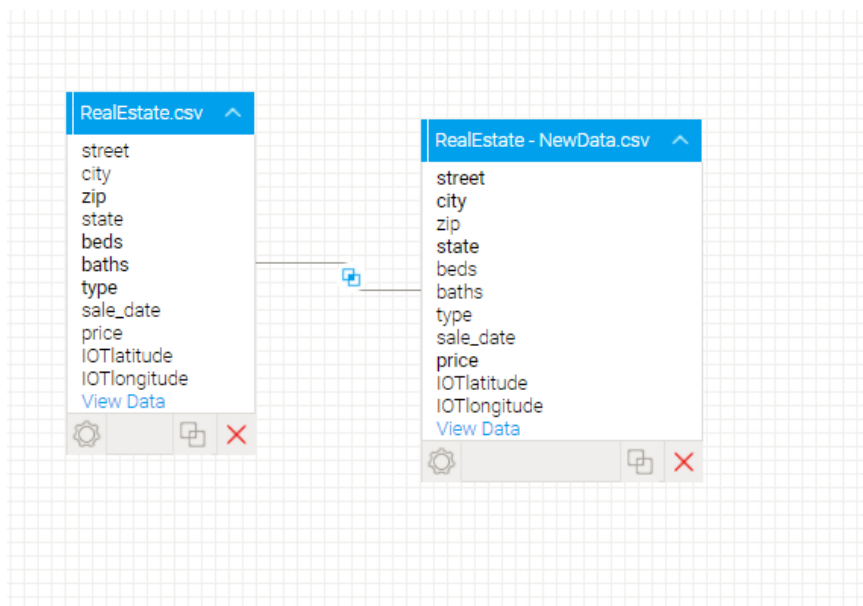 RealEstate.csv
street
city
zip
state
beds
baths
type
sale_date
price
IOTlatitude
IOTlongitude
View Data
RealEstate - NewData.csv
street
city
zip
state
beds
baths
type
sale_date
price
IOTlatitude
IOTlongitude
View Data